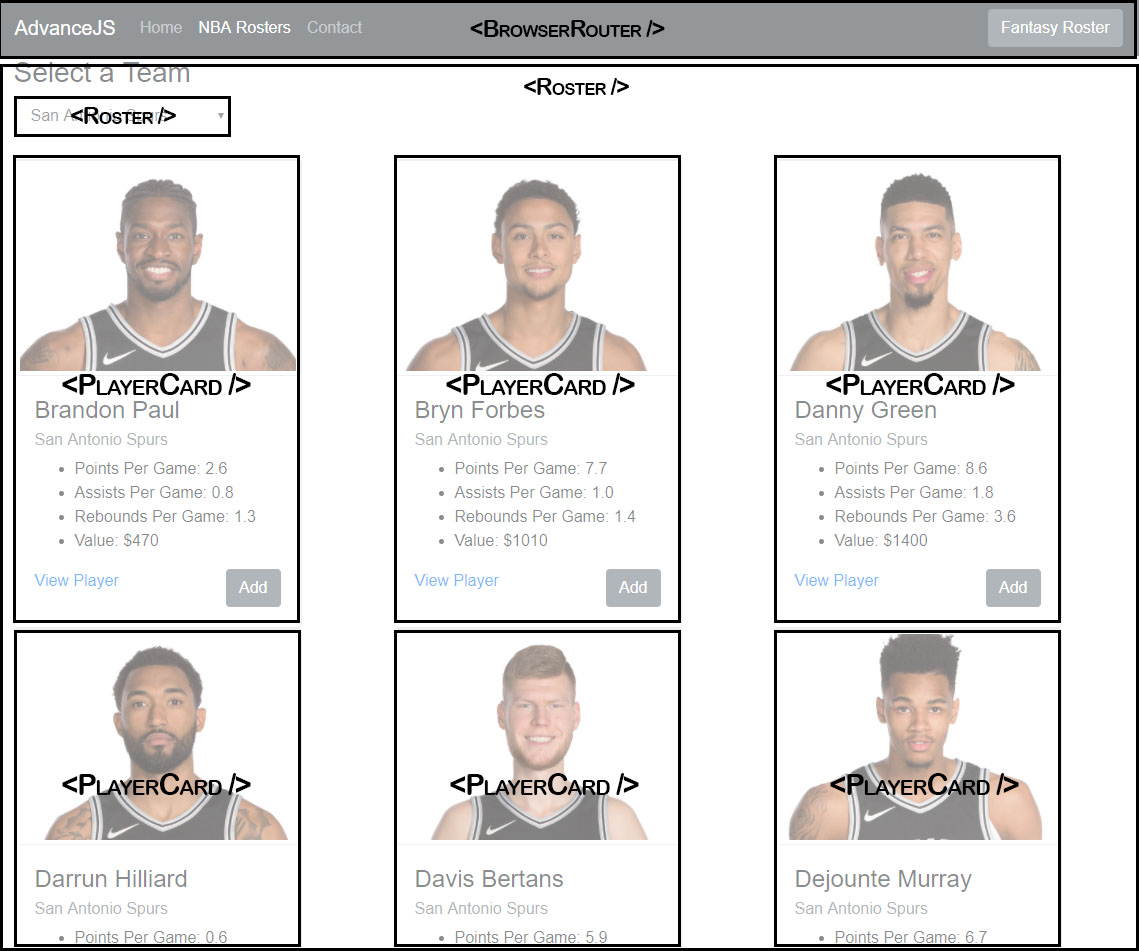 AdvanceJS Home NBA Rosters Contact <BrowserRouter /> Fantasy Roster
Select a Team
<Roster />
San Antonio Spurs <Roster />
<PlayerCard /> <PlayerCard /> <PlayerCard />
Brandon Paul Bryn Forbes Danny Green
San Antonio Spurs San Antonio Spurs San Antonio Spurs
• Points Per Game: 2.6 • Points Per Game: 7.7 • Points Per Game: 8.6
• Assists Per Game: 0.8 • Assists Per Game: 1.0 • Assists Per Game: 1.8
• Rebounds Per Game: 1.3 • Rebounds Per Game: 1.4 • Rebounds Per Game: 3.6
• Value: $470 • Value: $1010 • Value: $1400
View Player Add View Player Add View Player Add
<PlayerCard /> <PlayerCard /> <PlayerCard />
Darrun Hilliard Davis Bertans Dejounte Murray
San Antonio Spurs San Antonio Spurs San Antonio Spurs
• Points Per Game: 0.6 • Points Per Game: 5.9 • Points Per Game: 6.7